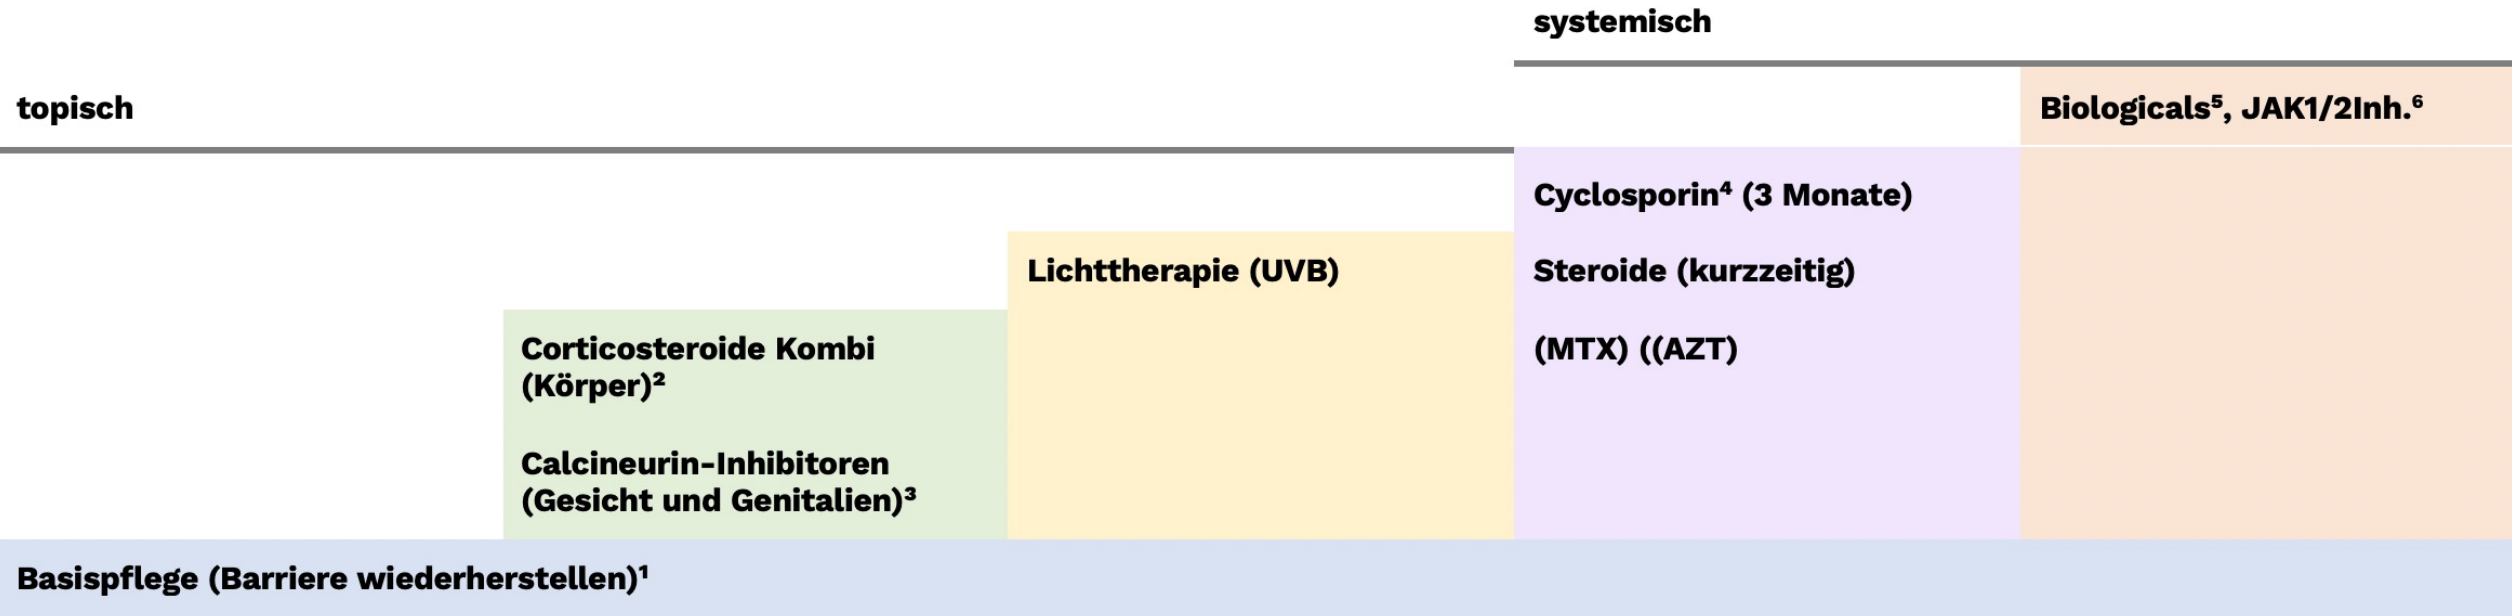 systemisch
topisch
Biologicals⁵, JAK1/2Inh.⁶
Cyclosporin⁴ (3 Monate)
Lichttherapie (UVB)
Steroide (kurzzeitig)
Corticosteroide Kombi
(Körper)²
(MTX) ((AZT)
Calcineurin-Inhibitoren
(Gesicht und Genitalien)³
Basispflege (Barriere wiederherstellen)¹